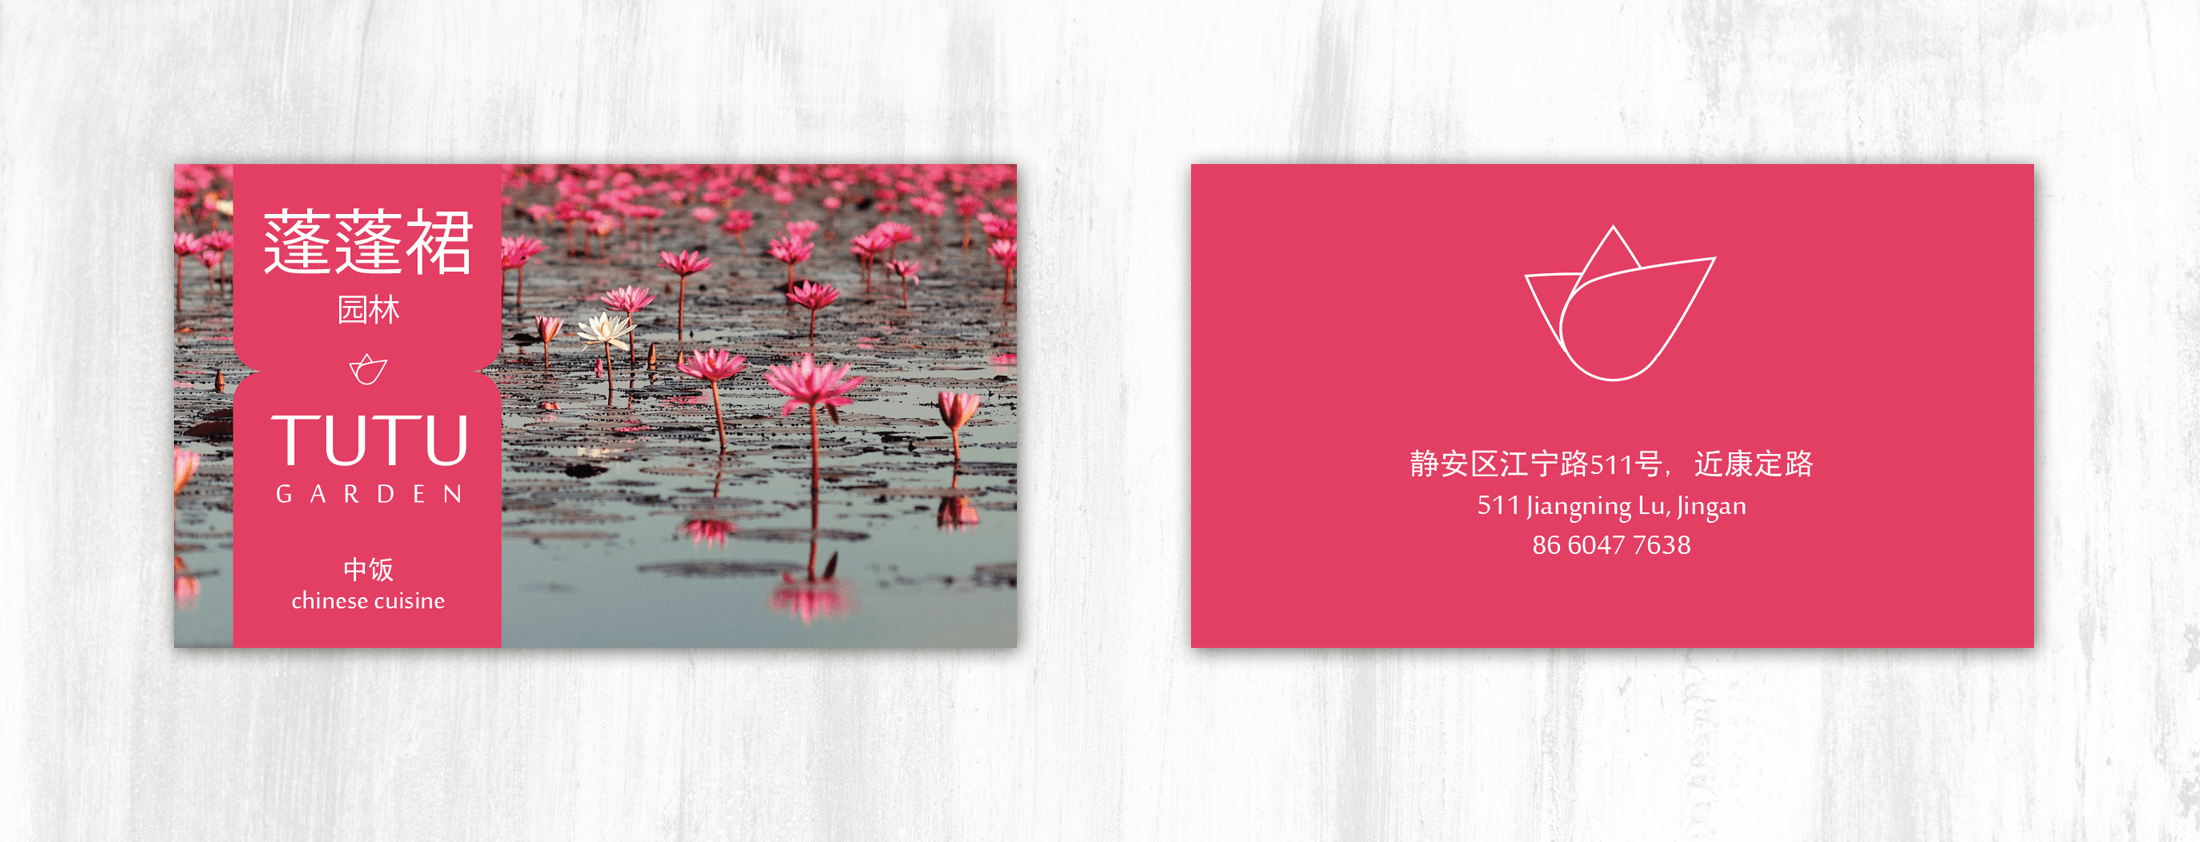 蓬蓬裙
园林
TUTU
GARDEN
中饭
chinese cuisine
静安区江宁路511号，近康定路
511 Jiangning Lu, Jingan
86 6047 7638